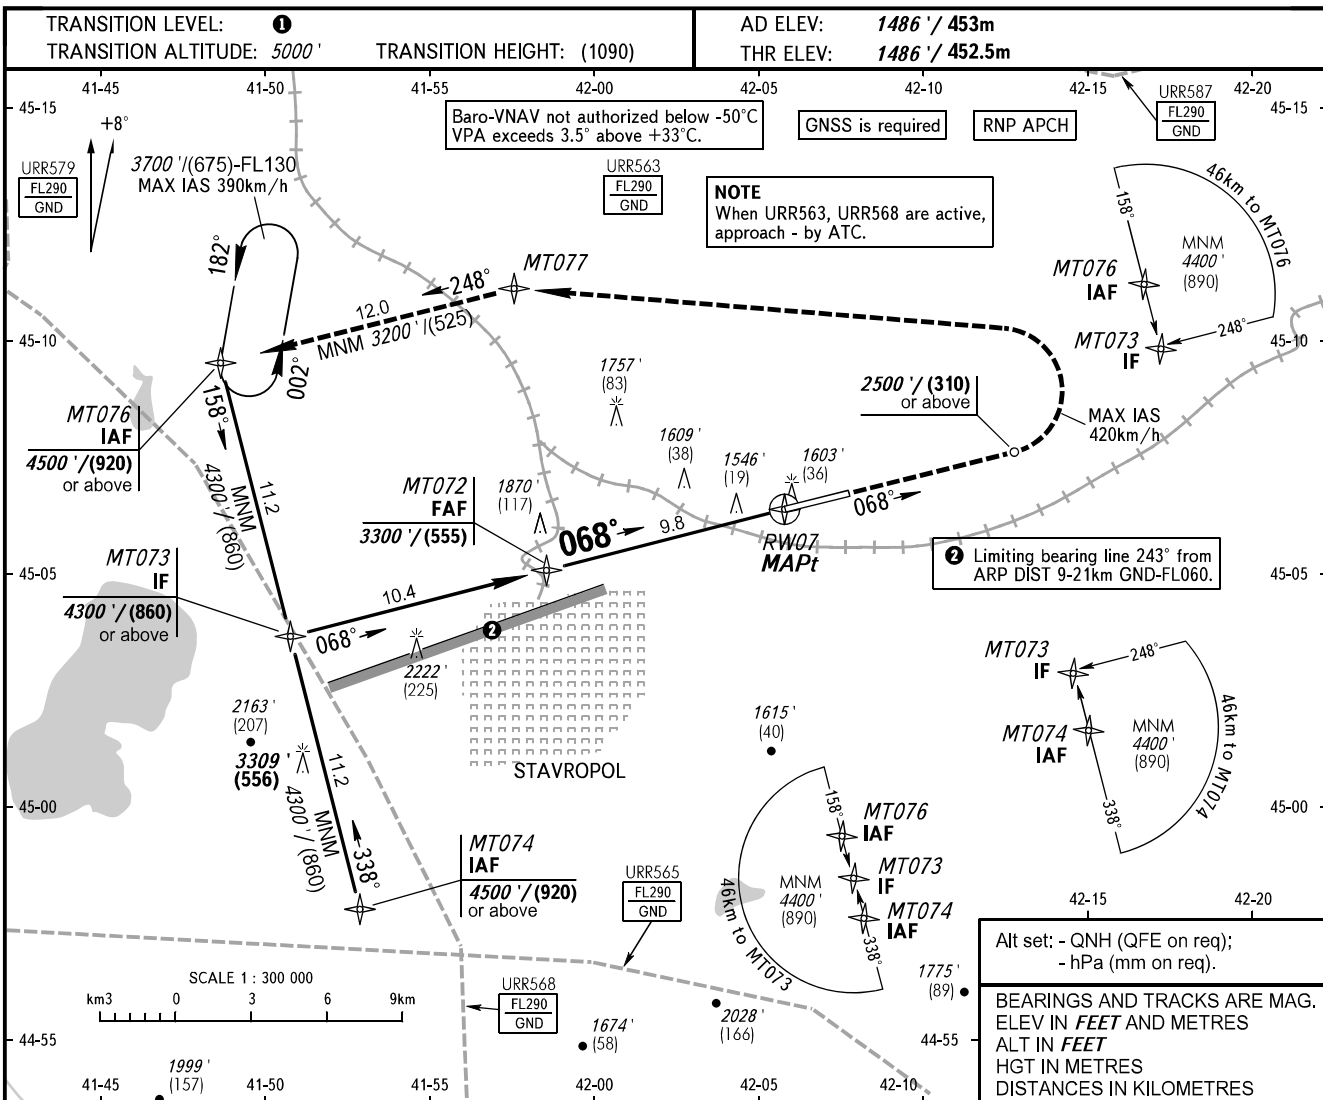 TRANSITION LEVEL: 1
TRANSITION ALTITUDE: 5000 ' TRANSITION HEIGHT: (1090)
AD ELEV: 1486 '/ 453m
THR ELEV: 1486 '/ 452.5m
41-45 41-50 41-55 42-00 42-05 42-10 42-15 42-20
45-15
45-15
+8°
URR579
FL290
GND
3700 '/(675)-FL130
MAX IAS 390km/h
Baro-VNAV not authorized below -50°C
VPA exceeds 3.5° above +33°C.
GNSS is required
RNP APCH
URR587
FL290
GND
URR563
FL290
GND
NOTE
When URR563, URR568 are active,
approach - by ATC.
46km to MT076
158°
MNM
4400 '
(890)
MT076
IAF
248°
MT073
IF
182°
002°
MT077
248°
12.0
MNM 3200 '/(525)
45-10
45-10
1757 '
(83)
2500 '/ (310)
or above
MAX IAS
420km/h
MT076
IAF
4500 '/(920)
or above
158°
11.2
MNM
4300'/ (860)
1609 '
(38)
1546 '
(19)
1603 '
(36)
1870 '
(117)
MT072
FAF
3300 '/(555)
068°
9.8
068°
RW07
MAPt
2 Limiting bearing line 243° from
ARP DIST 9-21km GND-FL060.
45-05
45-05
MT073
IF
4300 '/(860)
or above
10.4
068°
2
2222 '
(225)
2163 '
(207)
3309 '
(556)
11.2
MNM
4300'/ (860)
338°
STAVROPOL
1615 '
(40)
MT073
IF
248°
MT074
IAF
MNM
4400 '
(890)
338°
46km to MT074
45-00
45-00
MT074
IAF
4500 '/(920)
or above
158°
MT076
IAF
MT073
IF
MT074
IAF
MNM
4400 '
(890)
338°
46km to MT073
URR565
FL290
GND
42-15 42-20
SCALE 1 : 300 000
km3 0 3 6 9km
URR568
FL290
GND
1775 '
(89)
2028 '
(166)
1674 '
(58)
1999 '
(157)
44-55
44-55
41-45 41-50 41-55 42-00 42-05 42-10
Alt set: - QNH (QFE on req);
- hPa (mm on req).
BEARINGS AND TRACKS ARE MAG.
ELEV IN FEET AND METRES
ALT IN FEET
HGT IN METRES
DISTANCES IN KILOMETRES